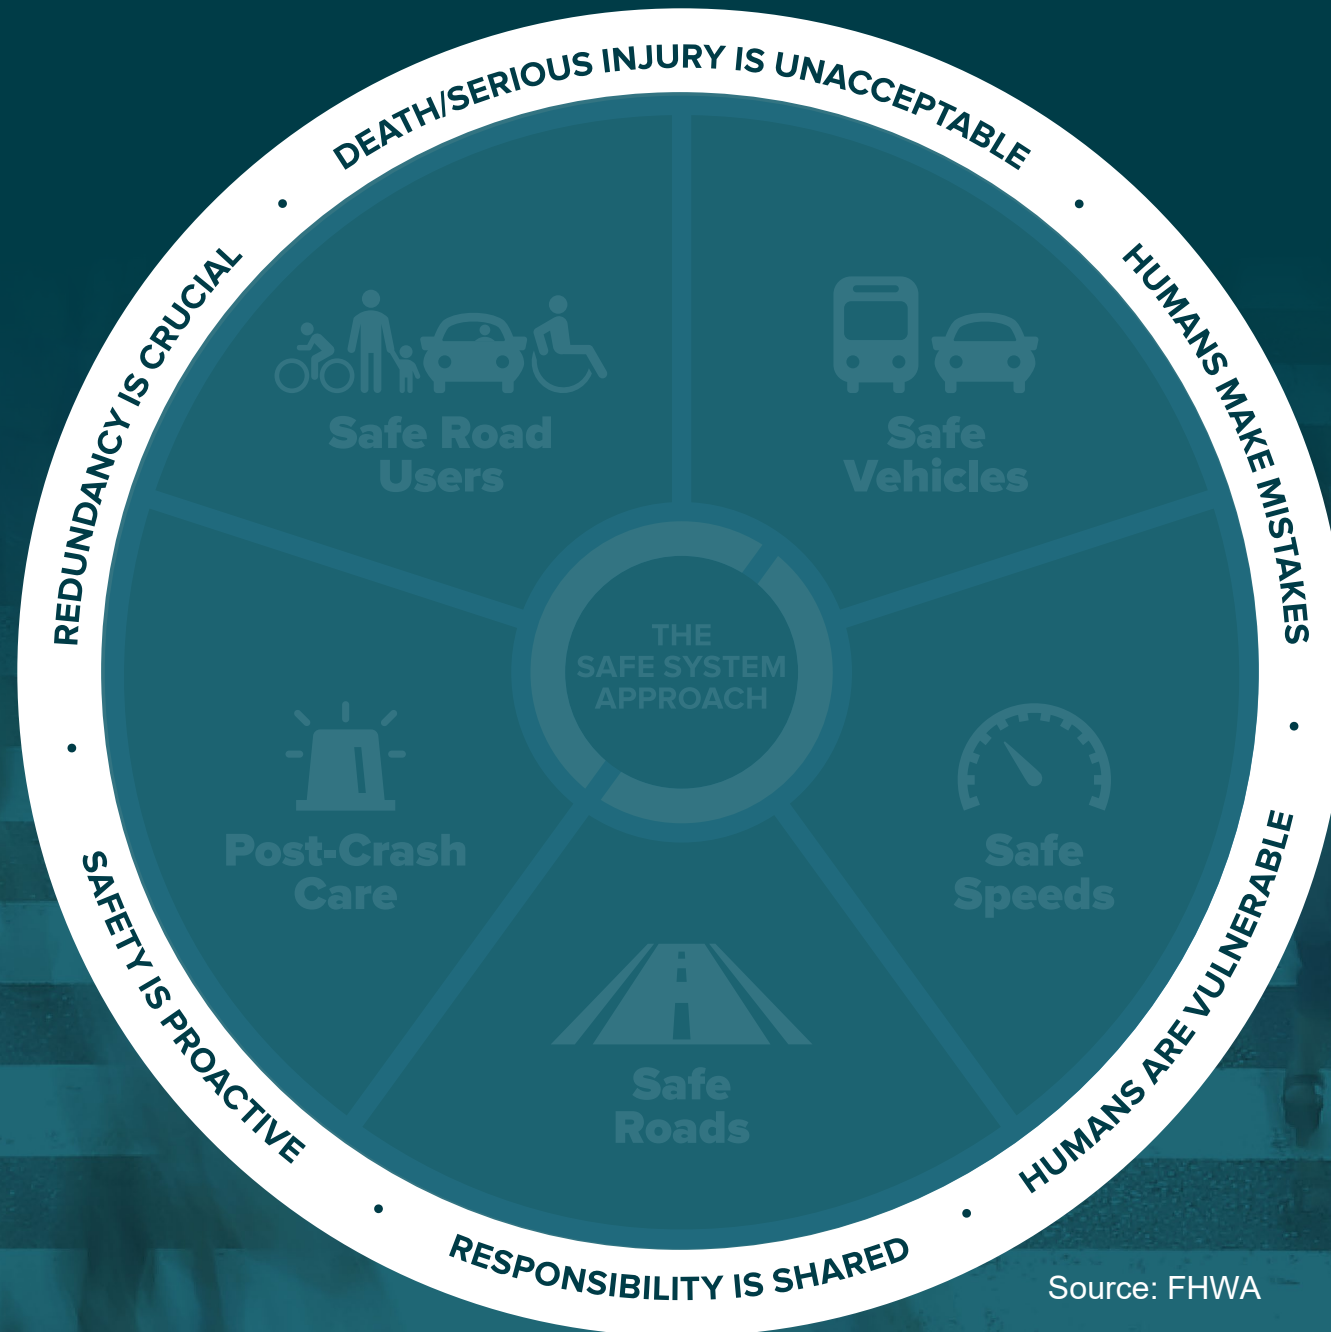 DEATH/SERIOUS INJURY IS UNACCEPTABLE
HUMANS MAKE MISTAKES
HUMANS ARE VULNERABLE
RESPONSIBILITY IS SHARED
SAFETY IS PROACTIVE
REDUNDANCY IS CRUCIAL
Safe Road
Users
Safe
Vehicles
THE
SAFE SYSTEM
APPROACH
Post-Crash
Care
Safe
Speeds
Safe
Roads
Source: FHWA